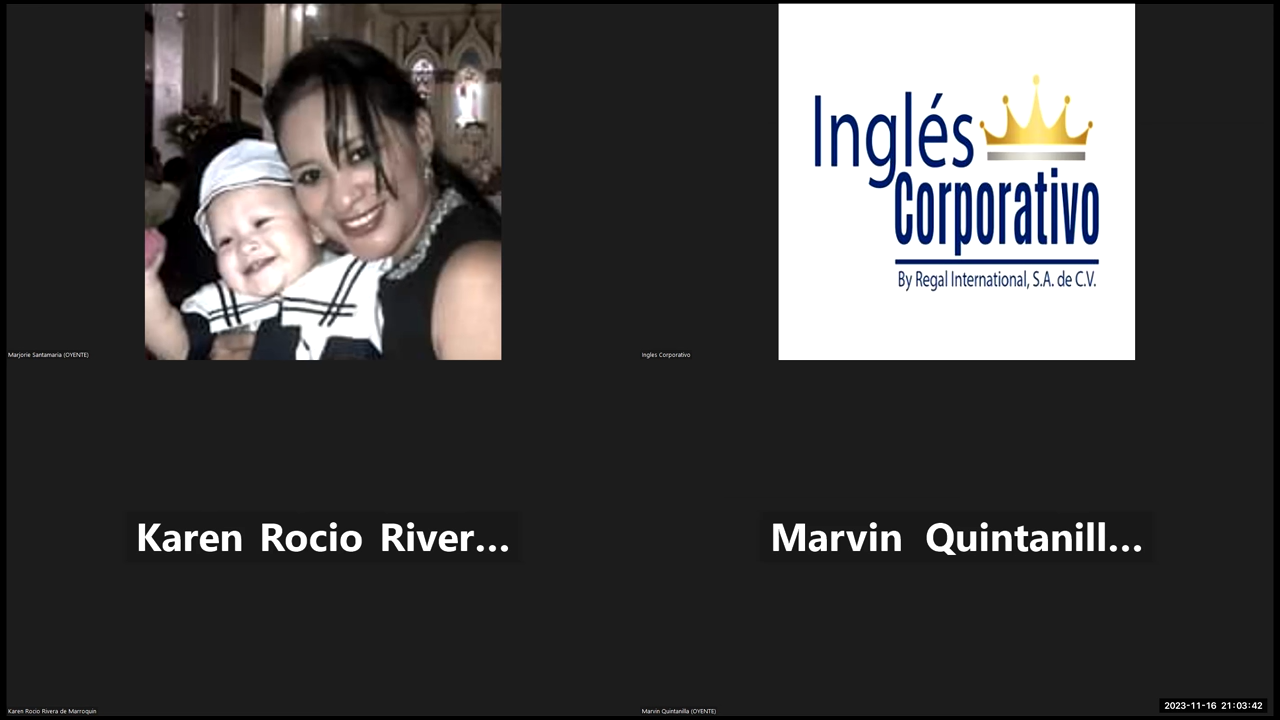 Inglés
Corporativo
By Regal International, S.A. de C.V.
Marjorie Santamaria (OYENTE)
Ingles Corporativo
Karen Rocio River...
Marvin Quintanill...
Karen Rocio Rivera de Marroquin
Marvin Quintanilla (OYENTE)
2023-11-16 21:03:42